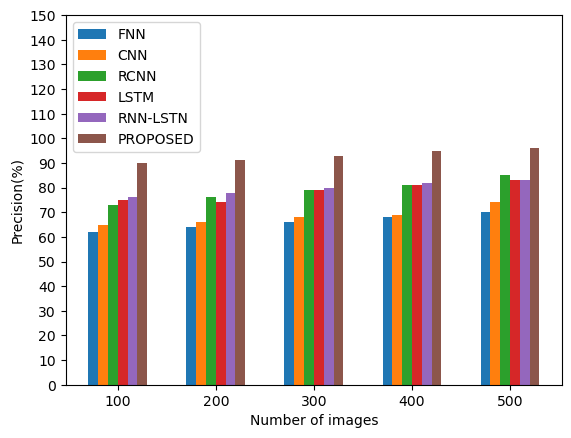 150
140
130
120
110
100
90
80
70
60
50
40
30
20
10
0
Precision(%)
FNN
CNN
RCNN
LSTM
RNN-LSTN
PROPOSED
100 200 300 400 500
Number of images